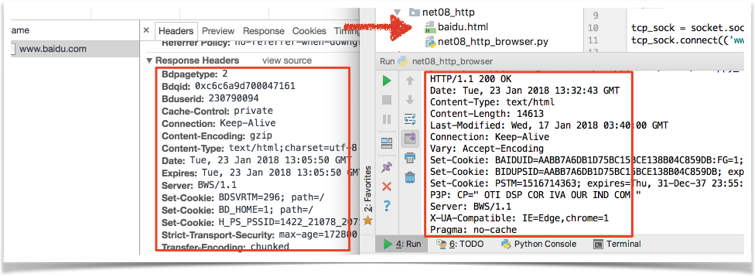 ame
www.baidu.com
Headers Preview Response Cookies Timing
Referrer Policy: no-referrer-when-downg
Response Headers view source
Bdpagetype: 2
Bdqid: 0xc6c6a9d700047161
Bduserid: 230790094
Cache-Control: private
Connection: Keep-Alive
Content-Encoding: gzip
Content-Type: text/html;charset=utf-8
Date: Tue, 23 Jan 2018 13:05:50 GMT
Expires: Tue, 23 Jan 2018 13:05:50 GMT
Server: BWS/1.1
Set-Cookie: BDSVRTM=296; path=/
Set-Cookie: BD_HOME=1; path=/
Set-Cookie: H_PS_PSSID=1422_21078_207
Strict-Transport-Security: max-age=172800
Transfer-Encoding: chunked
net08_http
baidu.html
net08_http_browser.py
9
10
11
tcp_sock = socket.soc
tcp_sock.connect(('ww
Run net08_http_browser
HTTP/1.1 200 OK
Date: Tue, 23 Jan 2018 13:32:43 GMT
Content-Type: text/html
Content-Length: 14613
Last-Modified: Wed, 17 Jan 2018 03:40:00 GMT
Connection: Keep-Alive
Vary: Accept-Encoding
Set-Cookie: BAIDUID=AABB7A6DB1D75BC15BCE138B04C859DB:FG=1;
Set-Cookie: BIDUPSID=AABB7A6DB1D75BC15BCE138B04C859DB; exp
Set-Cookie: PSTM=1516714363; expires=Thu, 31-Dec-37 23:55:
P3P: CP=" OTI DSP COR IVA OUR IND COM "
Server: BWS/1.1
X-UA-Compatible: IE=Edge,chrome=1
Pragma: no-cache
2: Favorites
4: Run 6: TODO Python Console Terminal